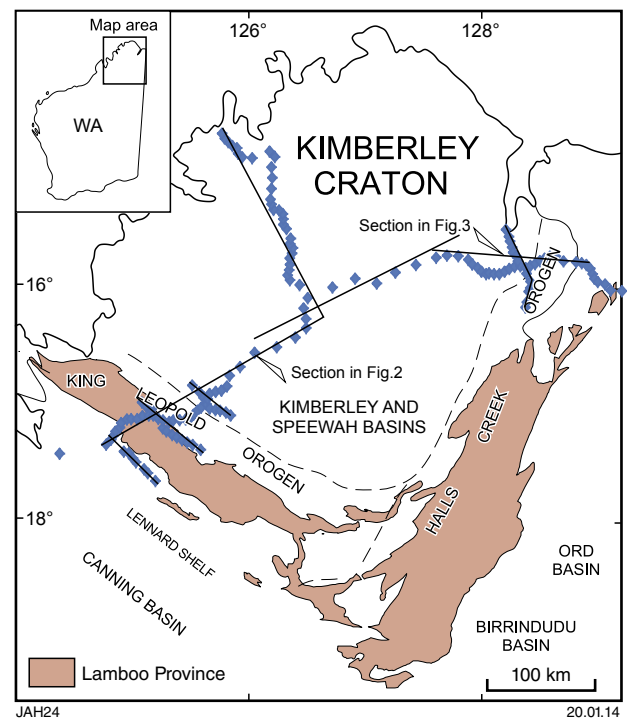 126°
128°
Map area
WA
KIMBERLEY
CRATON
Section in Fig.3
OROGEN
16°
Section in Fig.2
KING
LEOPOLD
OROGEN
KIMBERLEY AND
SPEEWAH BASINS
HALLS
CREEK
18°
LENNARD SHELF
CANNING BASIN
ORD
BASIN
BIRRINDUDU
BASIN
Lamboo Province
100 km
JAH24
20.01.14